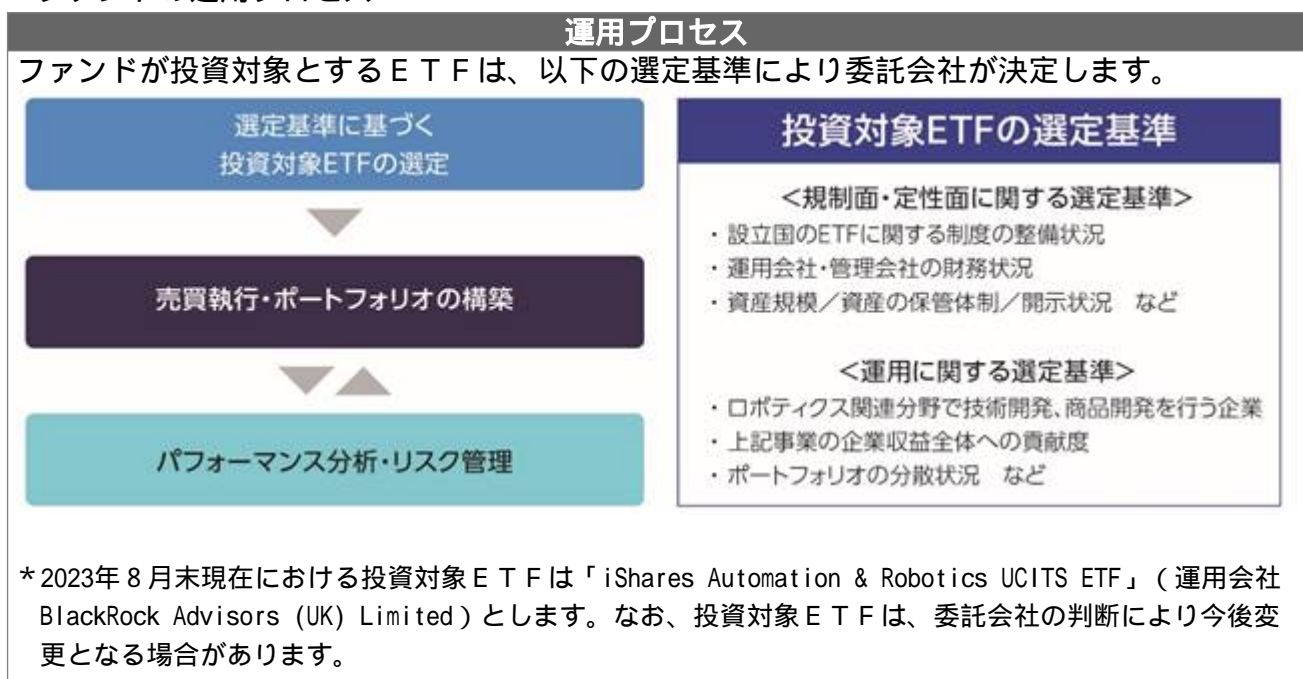 運用プロセス
ファンドが投資対象とするＥＴＦは、以下の選定基準により委託会社が決定します。
選定基準に基づく
投資対象ETFの選定
売買執行・ポートフォリオの構築
パフォーマンス分析・リスク管理
投資対象ETFの選定基準
＜規制面・定性面に関する選定基準＞
・設立国のETFに関する制度の整備状況
・運用会社・管理会社の財務状況
・資産規模／資産の保管体制／開示状況　など
＜運用に関する選定基準＞
・ロボティクス関連分野で技術開発、商品開発を行う企業
・上記事業の企業収益全体への貢献度
・ポートフォリオの分散状況　など
＊2023年８月末現在における投資対象ＥＴＦは「iShares Automation & Robotics UCITS ETF」（運用会社
BlackRock Advisors (UK) Limited）とします。なお、投資対象ＥＴＦは、委託会社の判断により今後変
更となる場合があります。